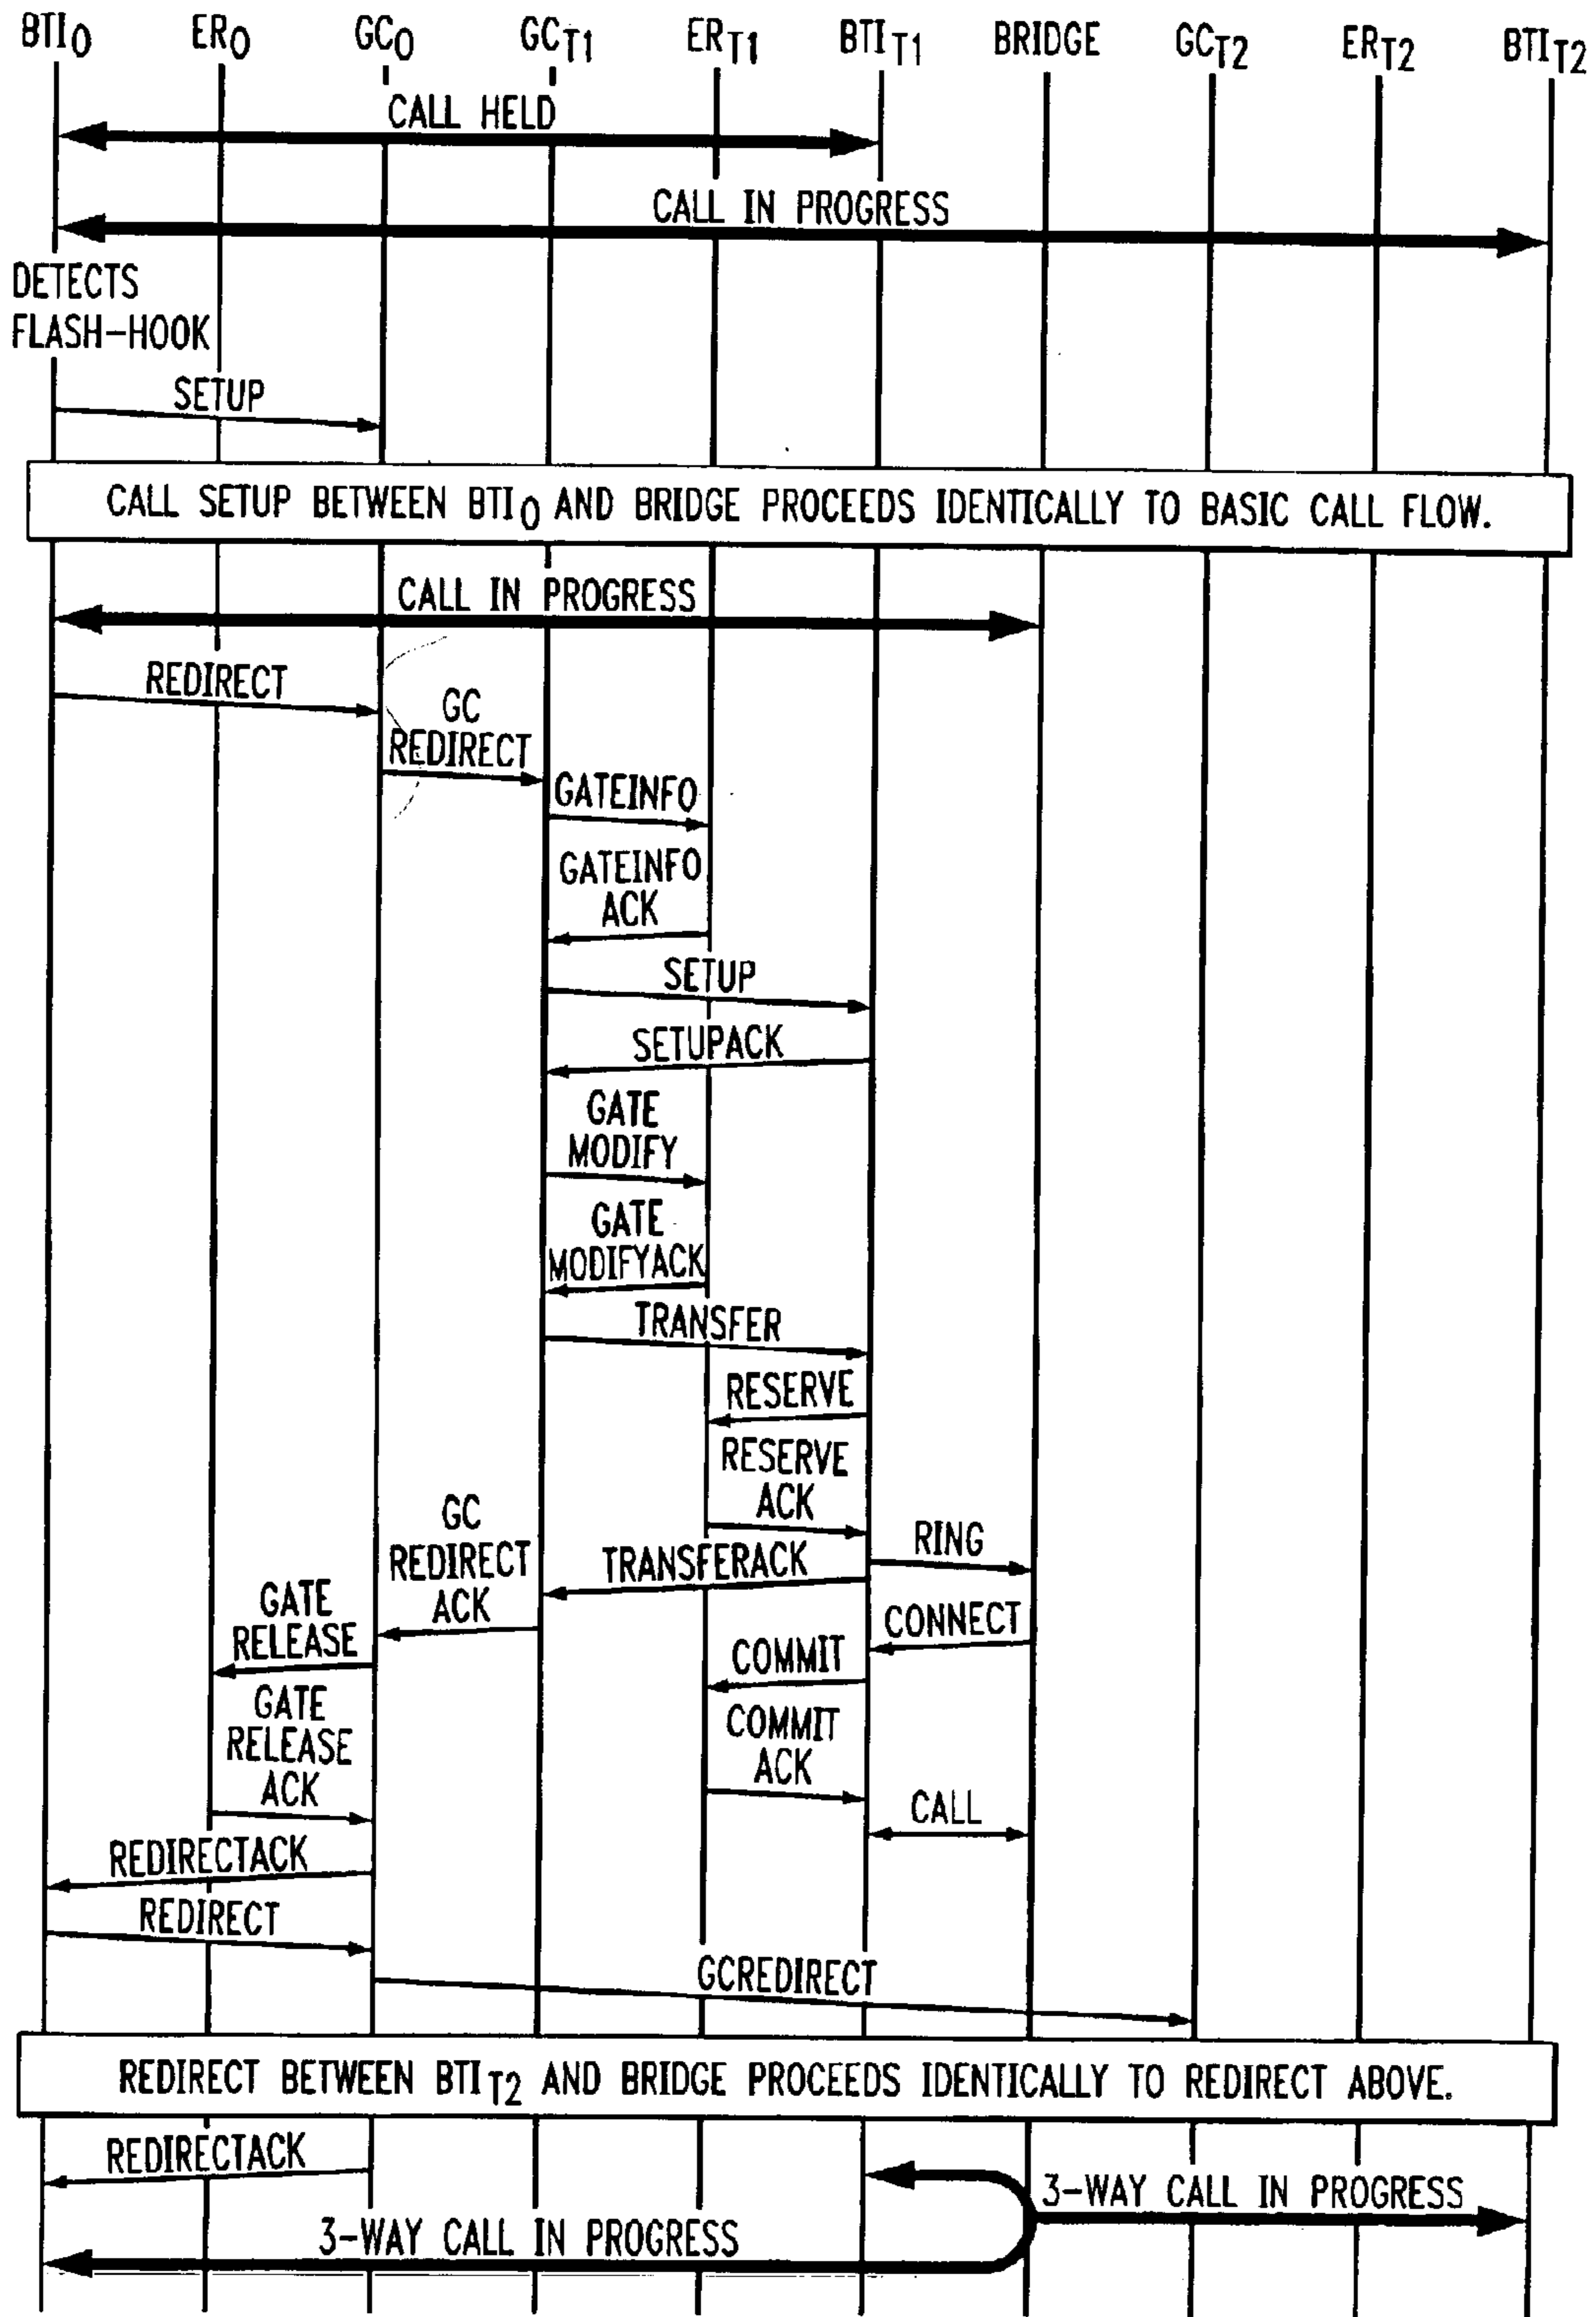 BTIO ERO GCO GCT1 ERT1 BTIT1 BRIDGE GCT2 ERT2 BTIT2
CALL HELD
CALL IN PROGRESS
DETECTS
FLASH-HOOK
SETUP
CALL SETUP BETWEEN BTIO AND BRIDGE PROCEEDS IDENTICALLY TO BASIC CALL FLOW.
CALL IN PROGRESS
REDIRECT
GC
REDIRECT
GATEINFO
GATEINFO
ACK
SETUP
SETUPACK
GATE
MODIFY
GATE
MODIFYACK
TRANSFER
RESERVE
RESERVE
ACK
RING
GC
REDIRECT
ACK
TRANSFERACK
GATE
RELEASE
CONNECT
COMMIT
GATE
RELEASE
ACK
COMMIT
ACK
CALL
REDIRECTACK
REDIRECT
GCREDIRECT
REDIRECT BETWEEN BTIT2 AND BRIDGE PROCEEDS IDENTICALLY TO REDIRECT ABOVE.
REDIRECTACK
3-WAY CALL IN PROGRESS
3-WAY CALL IN PROGRESS